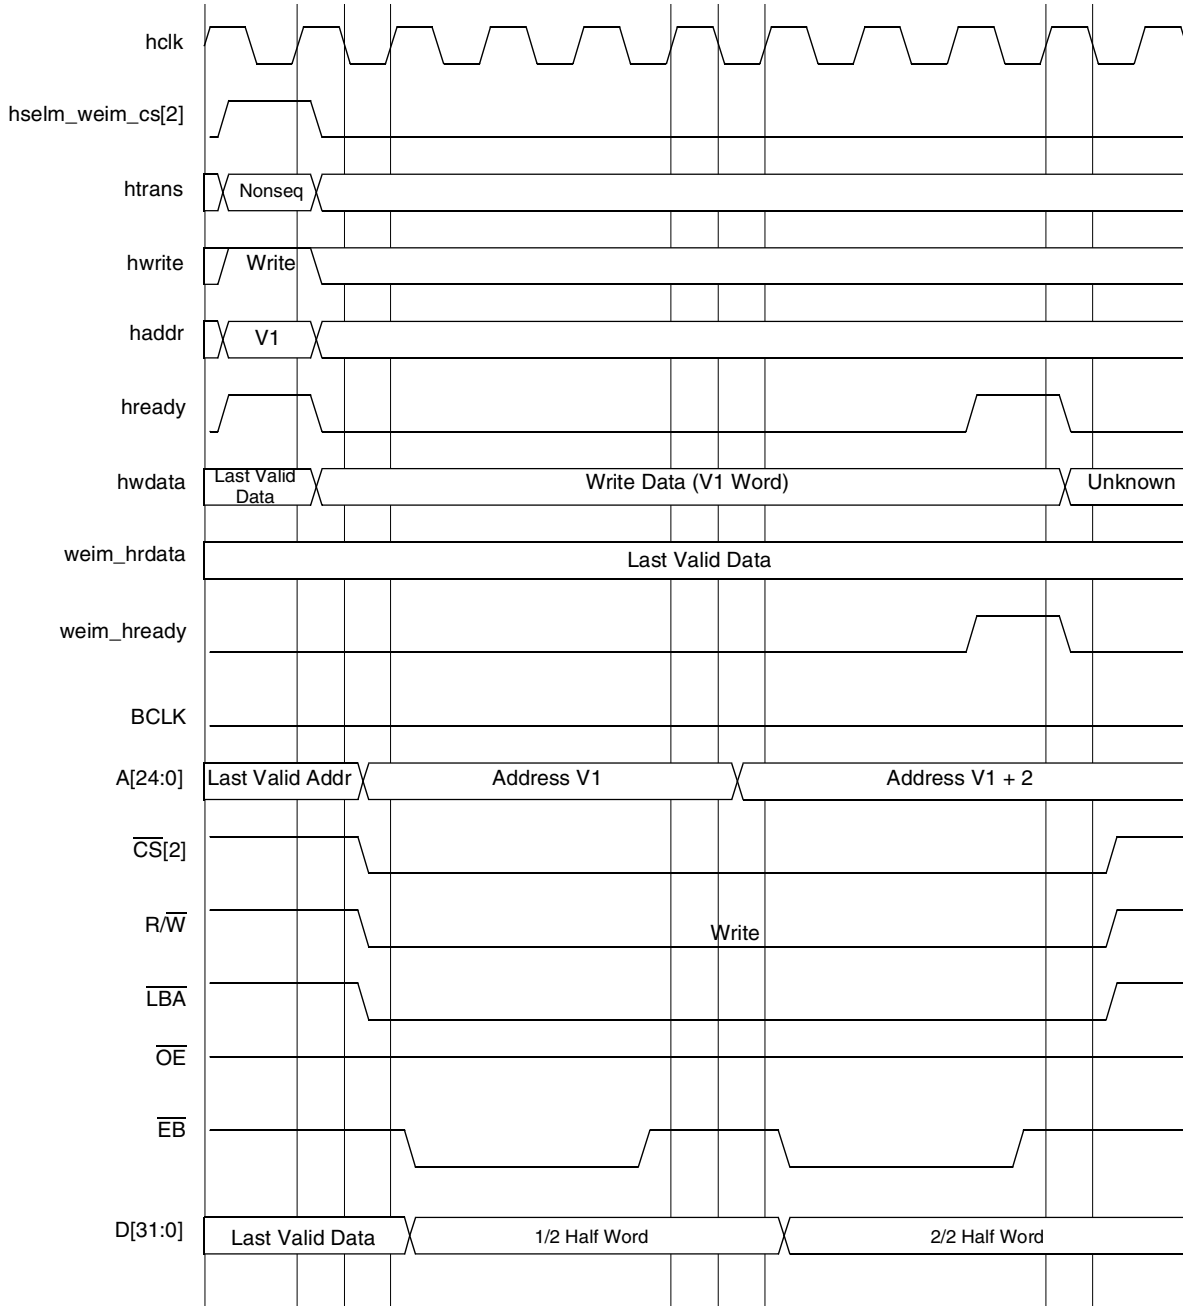 hclk
hselm_weim_cs[2]
htrans Nonseq
hwrite Write
haddr V1
hready
hwdata Last Valid Data Write Data (V1 Word) Unknown
weim_hrdata Last Valid Data
weim_hready
BCLK
A[24:0] Last Valid Addr Address V1 Address V1 + 2
CS[2]
R/W Write
LBA
OE
EB
D[31:0] Last Valid Data 1/2 Half Word 2/2 Half Word